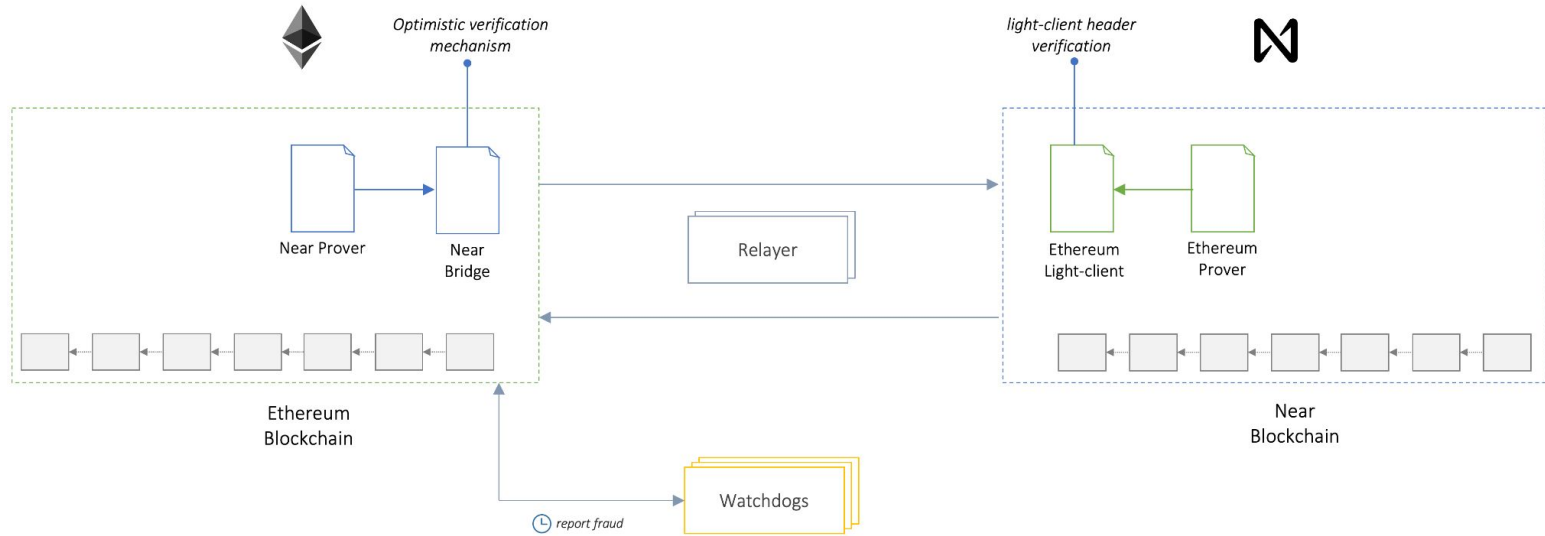 Optimistic verification
mechanism
light-client header
verification
Near Prover
Near
Bridge
Relayer
Ethereum
Light-client
Ethereum
Prover
Ethereum
Blockchain
Near
Blockchain
Watchdogs
report fraud